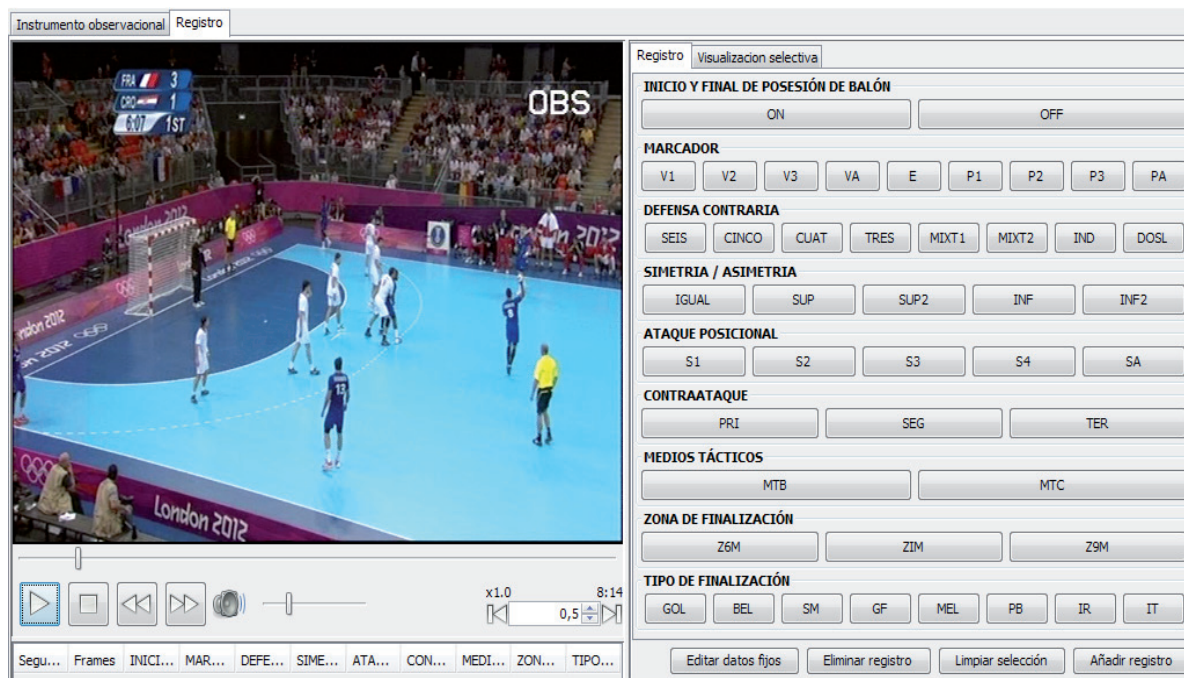 Instrumento observacional Registro
FRA 3
CRO 1
6:07 1ST
OBS
London 2012
London 2012
London 2012
x1.0 8:14
0,5
Segu... Frames INICI... MAR... DEFE... SIME... ATA... CON... MEDI... ZON... TIPO...
Registro Visualizacion selectiva
INICIO Y FINAL DE POSESIÓN DE BALÓN
ON OFF
MARCADOR
V1 V2 V3 VA E P1 P2 P3 PA
DEFENSA CONTRARIA
SEIS CINCO CUAT TRES MIXT1 MIXT2 IND DOSL
SIMETRIA / ASIMETRIA
IGUAL SUP SUP2 INF INF2
ATAQUE POSICIONAL
S1 S2 S3 S4 SA
CONTRAATAQUE
PRI SEG TER
MEDIOS TÁCTICOS
MTB MTC
ZONA DE FINALIZACIÓN
Z6M ZIM Z9M
TIPO DE FINALIZACIÓN
GOL BEL SM GF MEL PB IR IT
Editar datos fijos Eliminar registro Limpiar selección Añadir registro